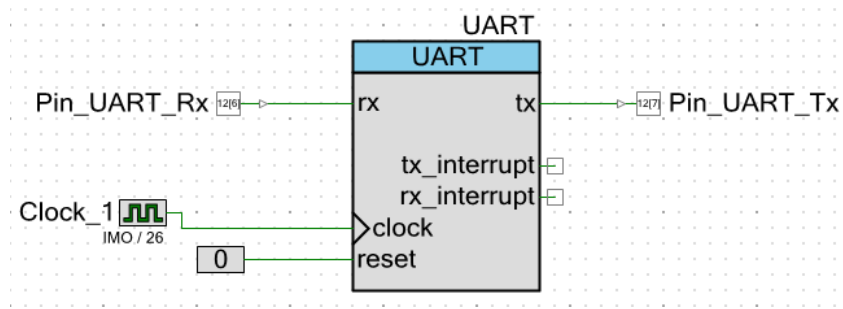 UART
UART
Pin_UART_Rx 12[6] rx tx 12[7] Pin_UART_Tx
tx_interrupt
rx_interrupt
Clock_1
IMO / 26
clock
0 reset